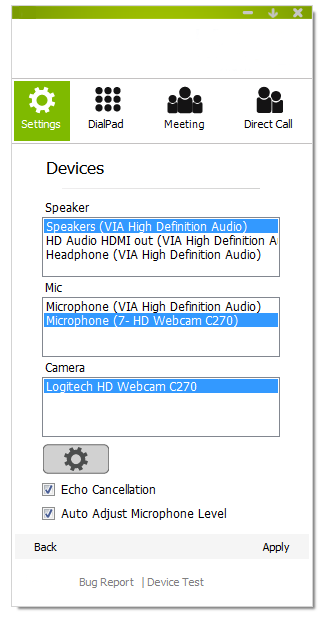 Settings DialPad Meeting Direct Call
Devices
Speaker
Speakers (VIA High Definition Audio)
HD Audio HDMI out (VIA High Definition A
Headphone (VIA High Definition Audio)
Mic
Microphone (VIA High Definition Audio)
Microphone (7- HD Webcam C270)
Camera
Logitech HD Webcam C270
Echo Cancellation
Auto Adjust Microphone Level
Back Apply
Bug Report | Device Test